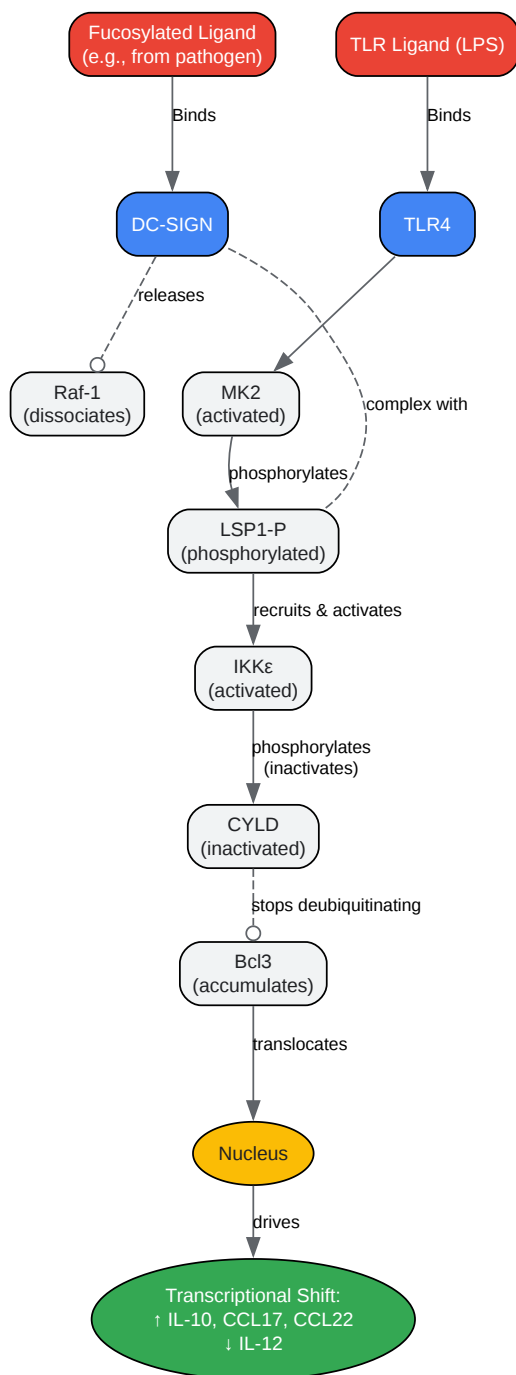 Fucosylated Ligand
(e.g., from pathogen)
TLR Ligand (LPS)
Binds
Binds
DC-SIGN
TLR4
releases
Raf-1
(dissociates)
MK2
(activated)
complex with
phosphorylates
LSP1-P
(phosphorylated)
recruits & activates
IKKε
(activated)
phosphorylates
(inactivates)
CYLD
(inactivated)
stops deubiquitinating
Bcl3
(accumulates)
translocates
Nucleus
drives
Transcriptional Shift:
↑ IL-10, CCL17, CCL22
↓ IL-12